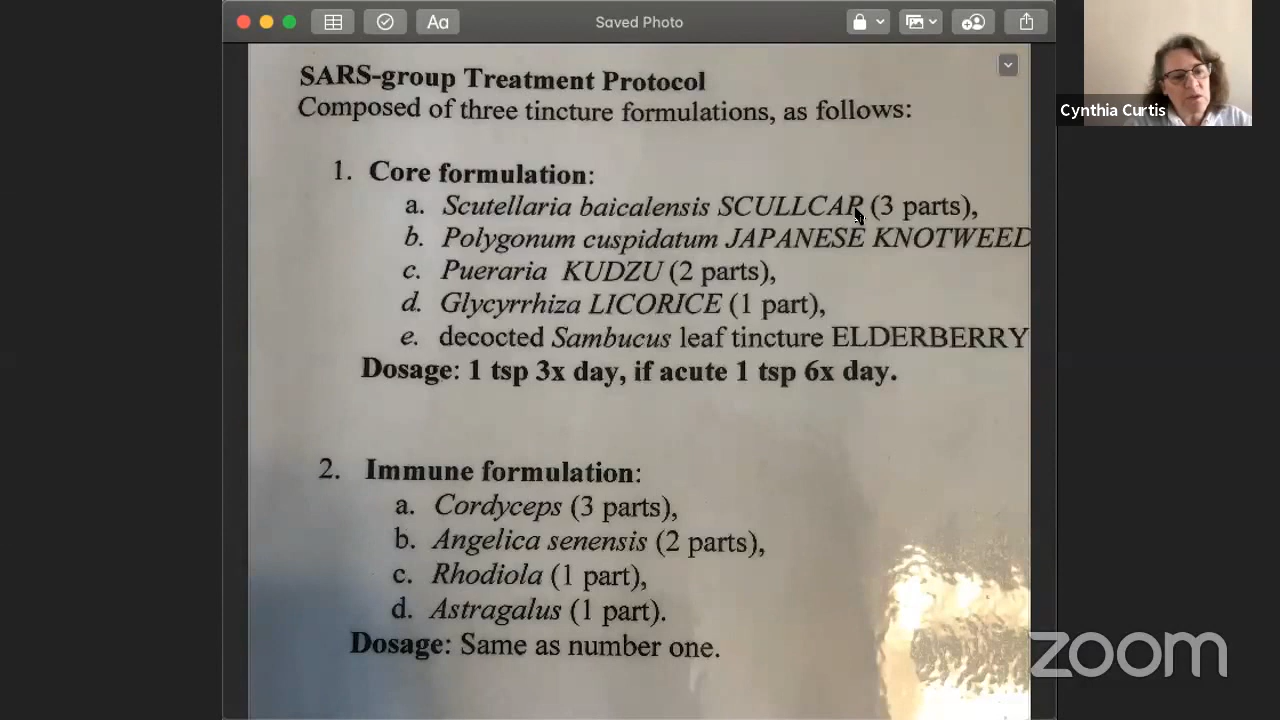 Aa
Saved Photo
SARS-group Treatment Protocol
Composed of three tincture formulations, as follows:
1. Core formulation:
a. Scutellaria baicalensis SCULLCAP (3 parts),
b. Polygonum cuspidatum JAPANESE KNOTWEED
c. Pueraria KUDZU (2 parts),
d. Glycyrrhiza LICORICE (1 part),
e. decocted Sambucus leaf tincture ELDERBERRY
Dosage: 1 tsp 3x day, if acute 1 tsp 6x day.
2. Immune formulation:
a. Cordyceps (3 parts),
b. Angelica senensis (2 parts),
c. Rhodiola (1 part),
d. Astragalus (1 part).
Dosage: Same as number one.
Cynthia Curtis
zoom